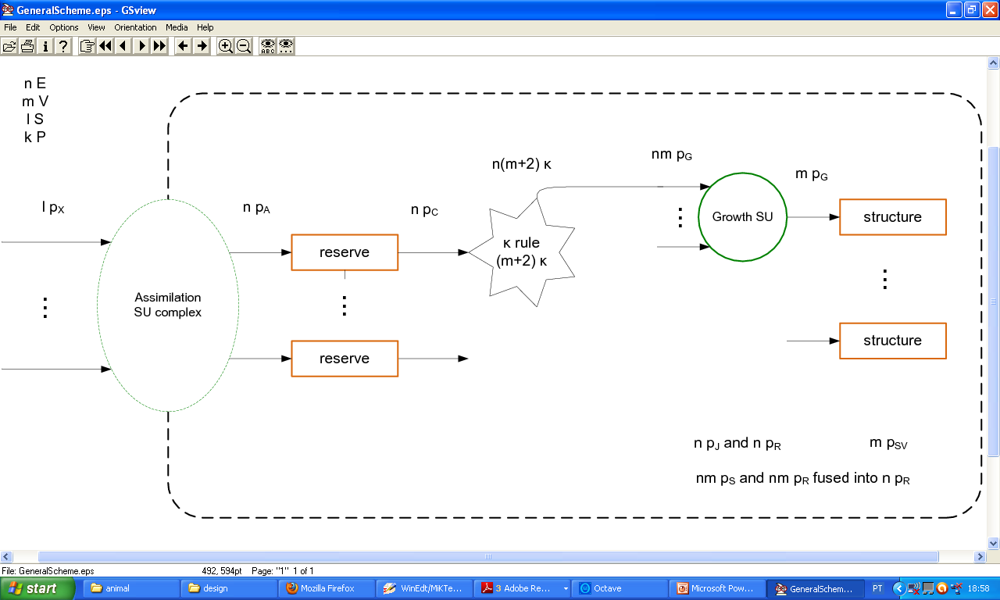 GeneralScheme.eps - GSview
File Edit Options View Orientation Media Help
i ? ABC
n E
m V
l S
k P
n(m+2) κ
nm pG
m pG
l pX
n pA
n pC
Growth SU
structure
reserve
κ rule
(m+2) κ
Assimilation
SU complex
structure
reserve
n pJ and n pR
m pSV
nm pS and nm pR fused into n pR
File: GeneralScheme.eps 492, 594pt Page: "1" 1 of 1
start animal design Mozilla Firefox WinEdt/MiKTe... 3 Adobe Re... Octave Microsoft Pow... GeneralSchem... PT 18:58